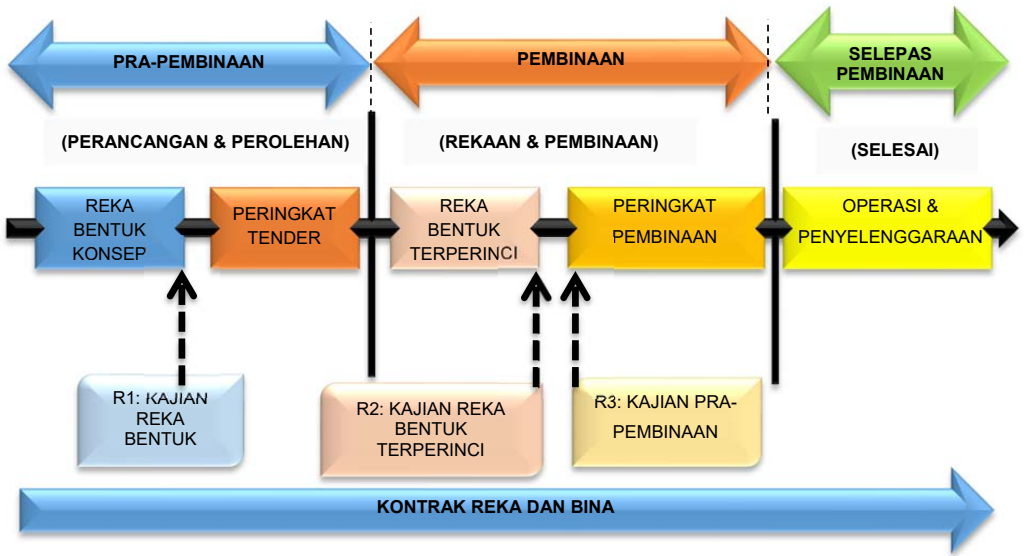 PRA-PEMBINAAN
PEMBINAAN
SELEPAS
PEMBINAAN
(PERANCANGAN & PEROLEHAN)
(REKAAN & PEMBINAAN)
(SELESAI)
REKA
BENTUK
KONSEP
PERINGKAT
TENDER
REKA
BENTUK
TERPERINCI
PERINGKAT
PEMBINAAN
OPERASI &
PENYELENGGARAAN
R1: KAJIAN
REKA
BENTUK
R2: KAJIAN REKA
BENTUK
TERPERINCI
R3: KAJIAN PRA-
PEMBINAAN
KONTRAK REKA DAN BINA